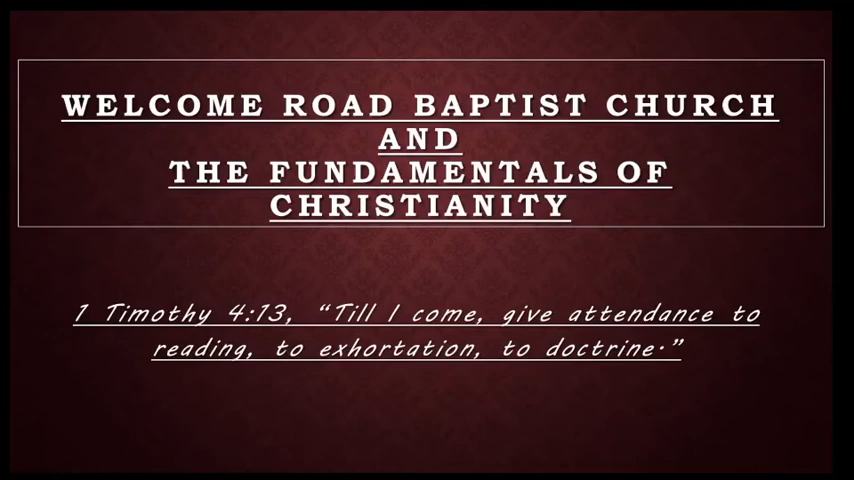 WELCOME ROAD BAPTIST CHURCH
AND
THE FUNDAMENTALS OF
CHRISTIANITY
1 Timothy 4:13, “Till I come, give attendance to
reading, to exhortation, to doctrine.”